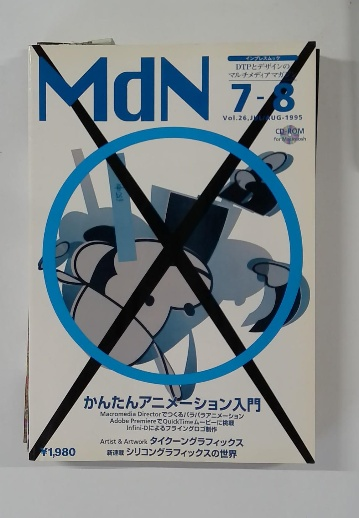 MdN
インプレスムック
DTPとデザインの
マルチメディアマガジン
7-8
Vol.26,JUL-AUG-1995
CD-ROM
for Macintosh
かんたんアニメーション入門
Macromedia Directorでつくるパラパラアニメーション
Adobe PremiereでQuickTimeムービーに挑戦
Infini-Dによるフライングロゴ制作
Artist & Artwork タイクーングラフィックス
新連載 シリコングラフィックスの世界
¥1,980